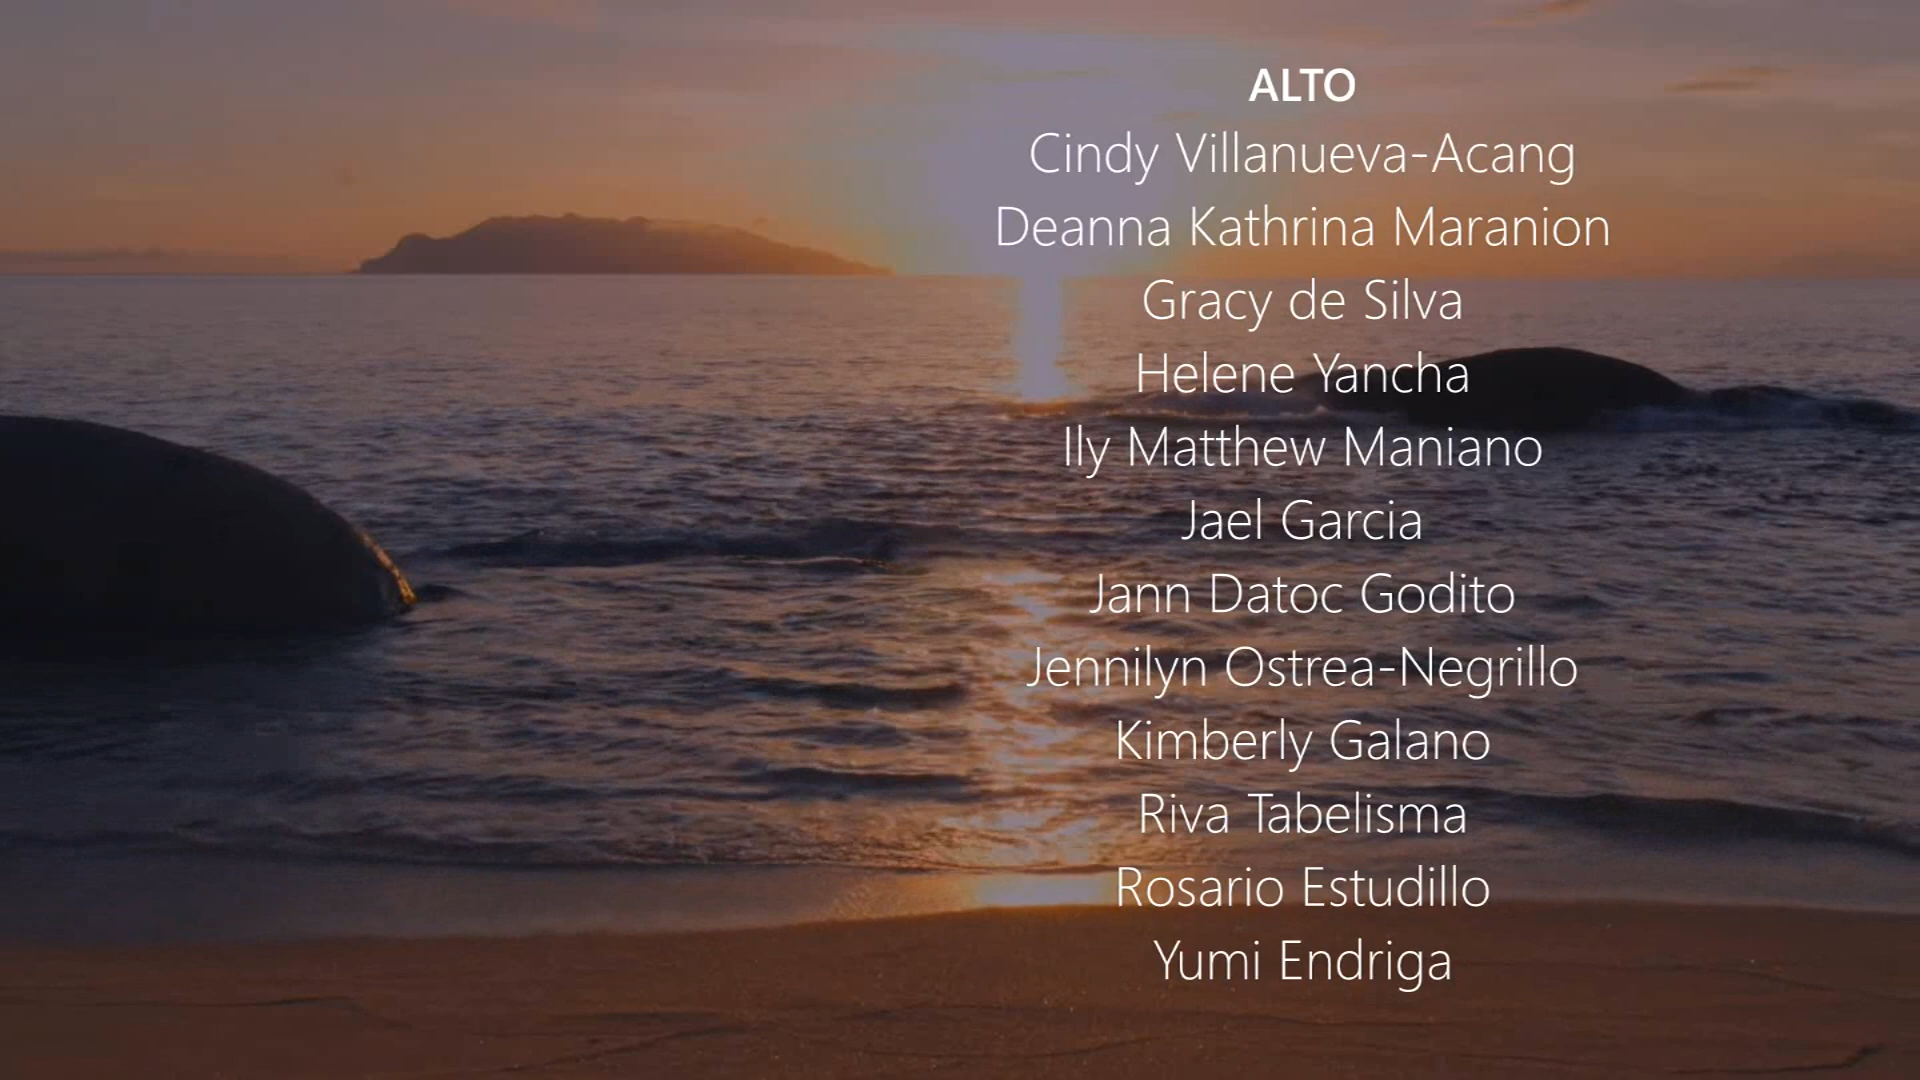 ALTO
Cindy Villanueva-Acang
Deanna Kathrina Maranion
Gracy de Silva
Helene Yancha
Ily Matthew Maniano
Jael Garcia
Jann Datoc Godito
Jennilyn Ostrea-Negrillo
Kimberly Galano
Riva Tabelisma
Rosario Estudillo
Yumi Endriga